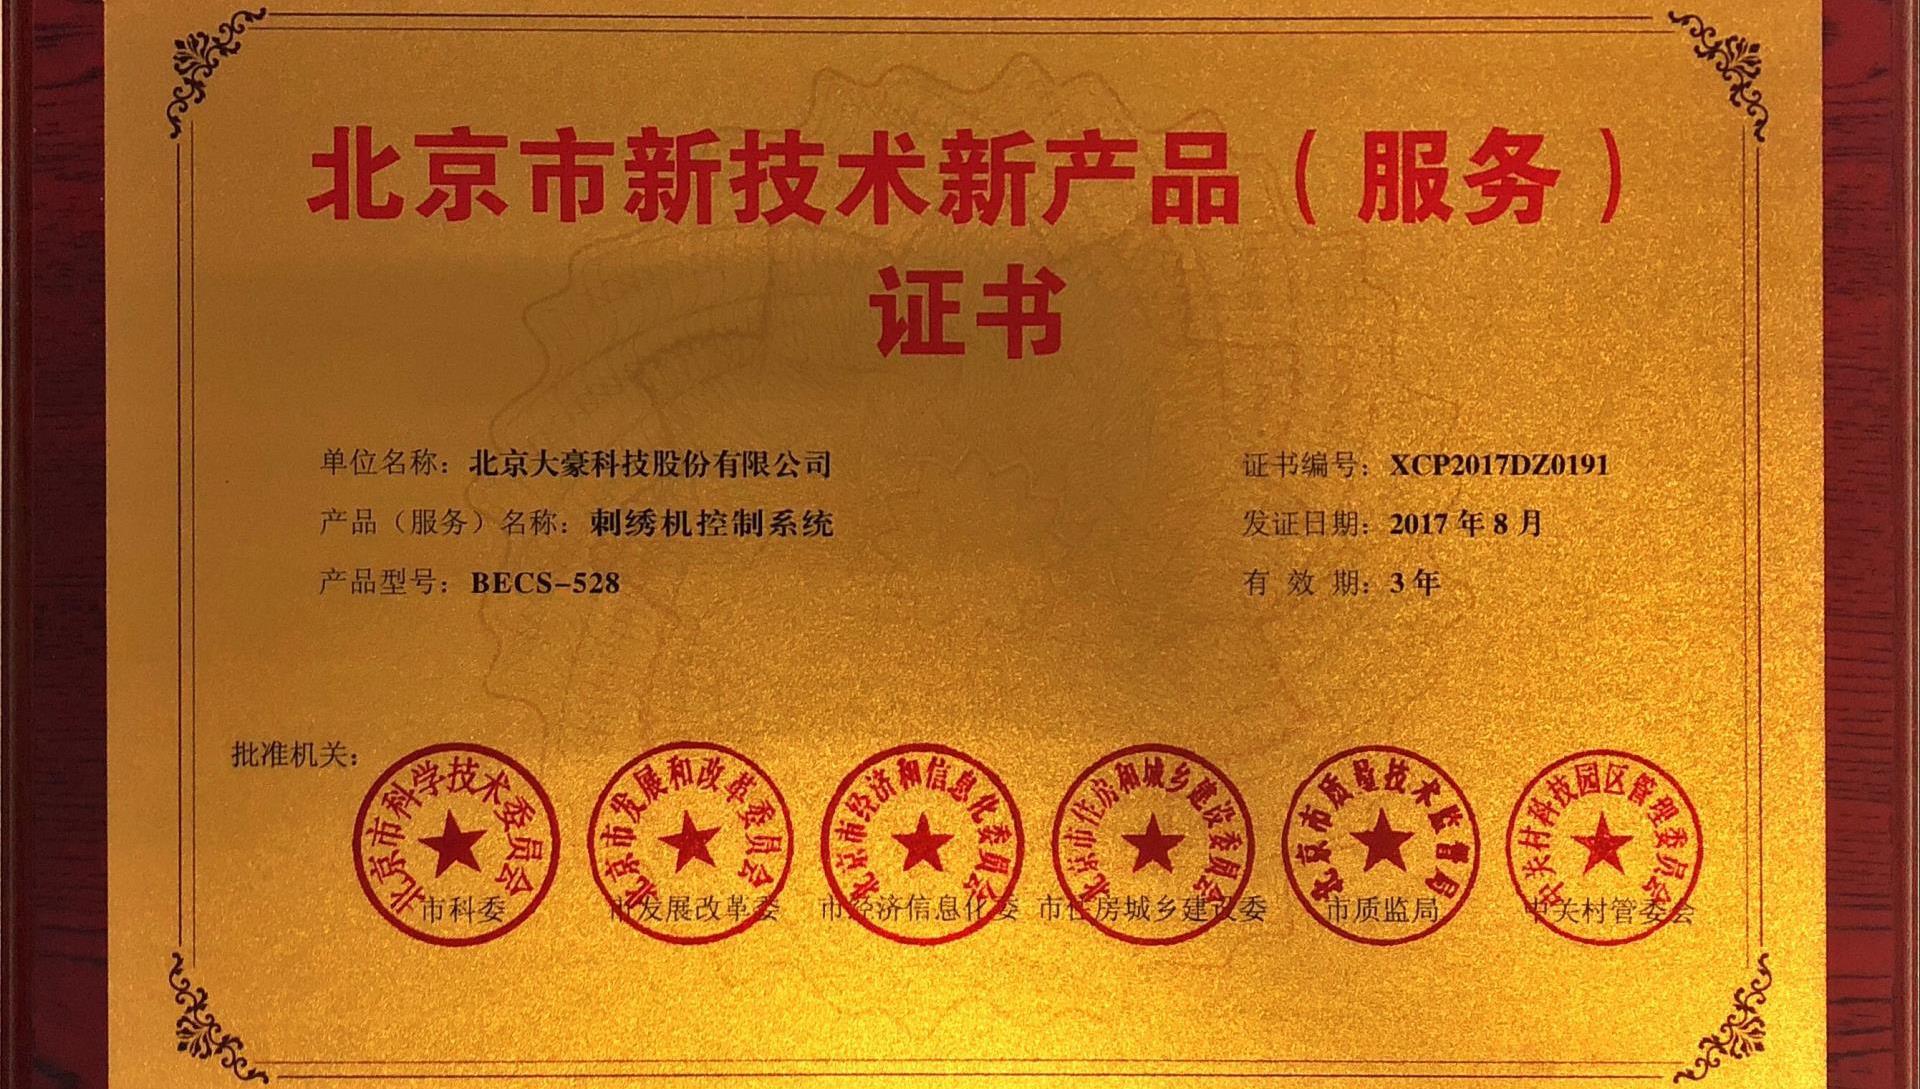 北京市新技术新产品（服务）
证书
单位名称：北京大豪科技股份有限公司
证书编号：XCP2017DZ0191
产品（服务）名称：刺绣机控制系统
发证日期：2017年8月
产品型号：BECS-528
有 效 期：3年
批准机关：
北京市科学技术委员会
北京市发展和改革委员会
北京市经济和信息化委员会
北京市住房和城乡建设委员会
北京市质量技术监督局
中关村科技园区管理委员会
市科委
市发展改革委
市经济信息化委
市住房城乡建设委
市质监局
中关村管委会